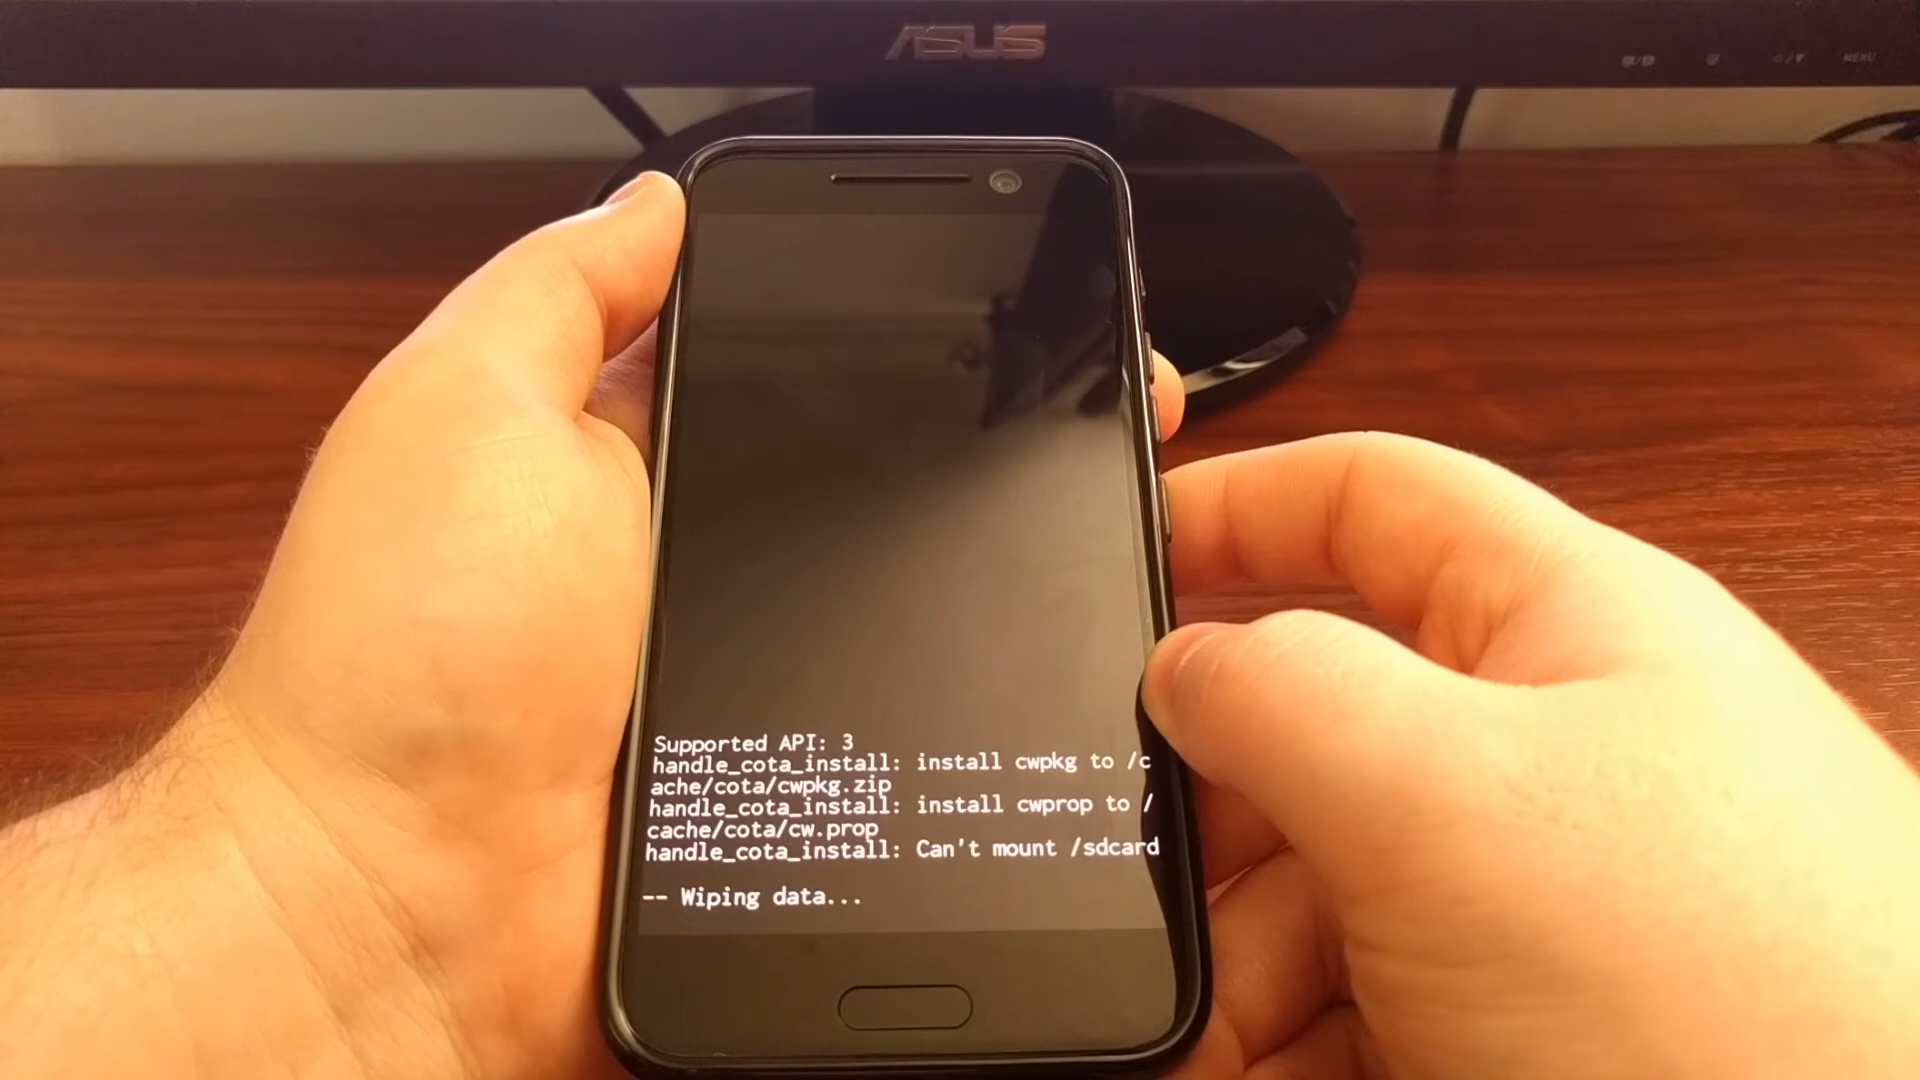 ASUS
MENU
Supported API: 3
handle_cota_install: install cwpkg to /c
ache/cota/cwpkg.zip
handle_cota_install: install cwprop to /
cache/cota/cw.prop
handle_cota_install: Can't mount /sdcard
-- Wiping data...